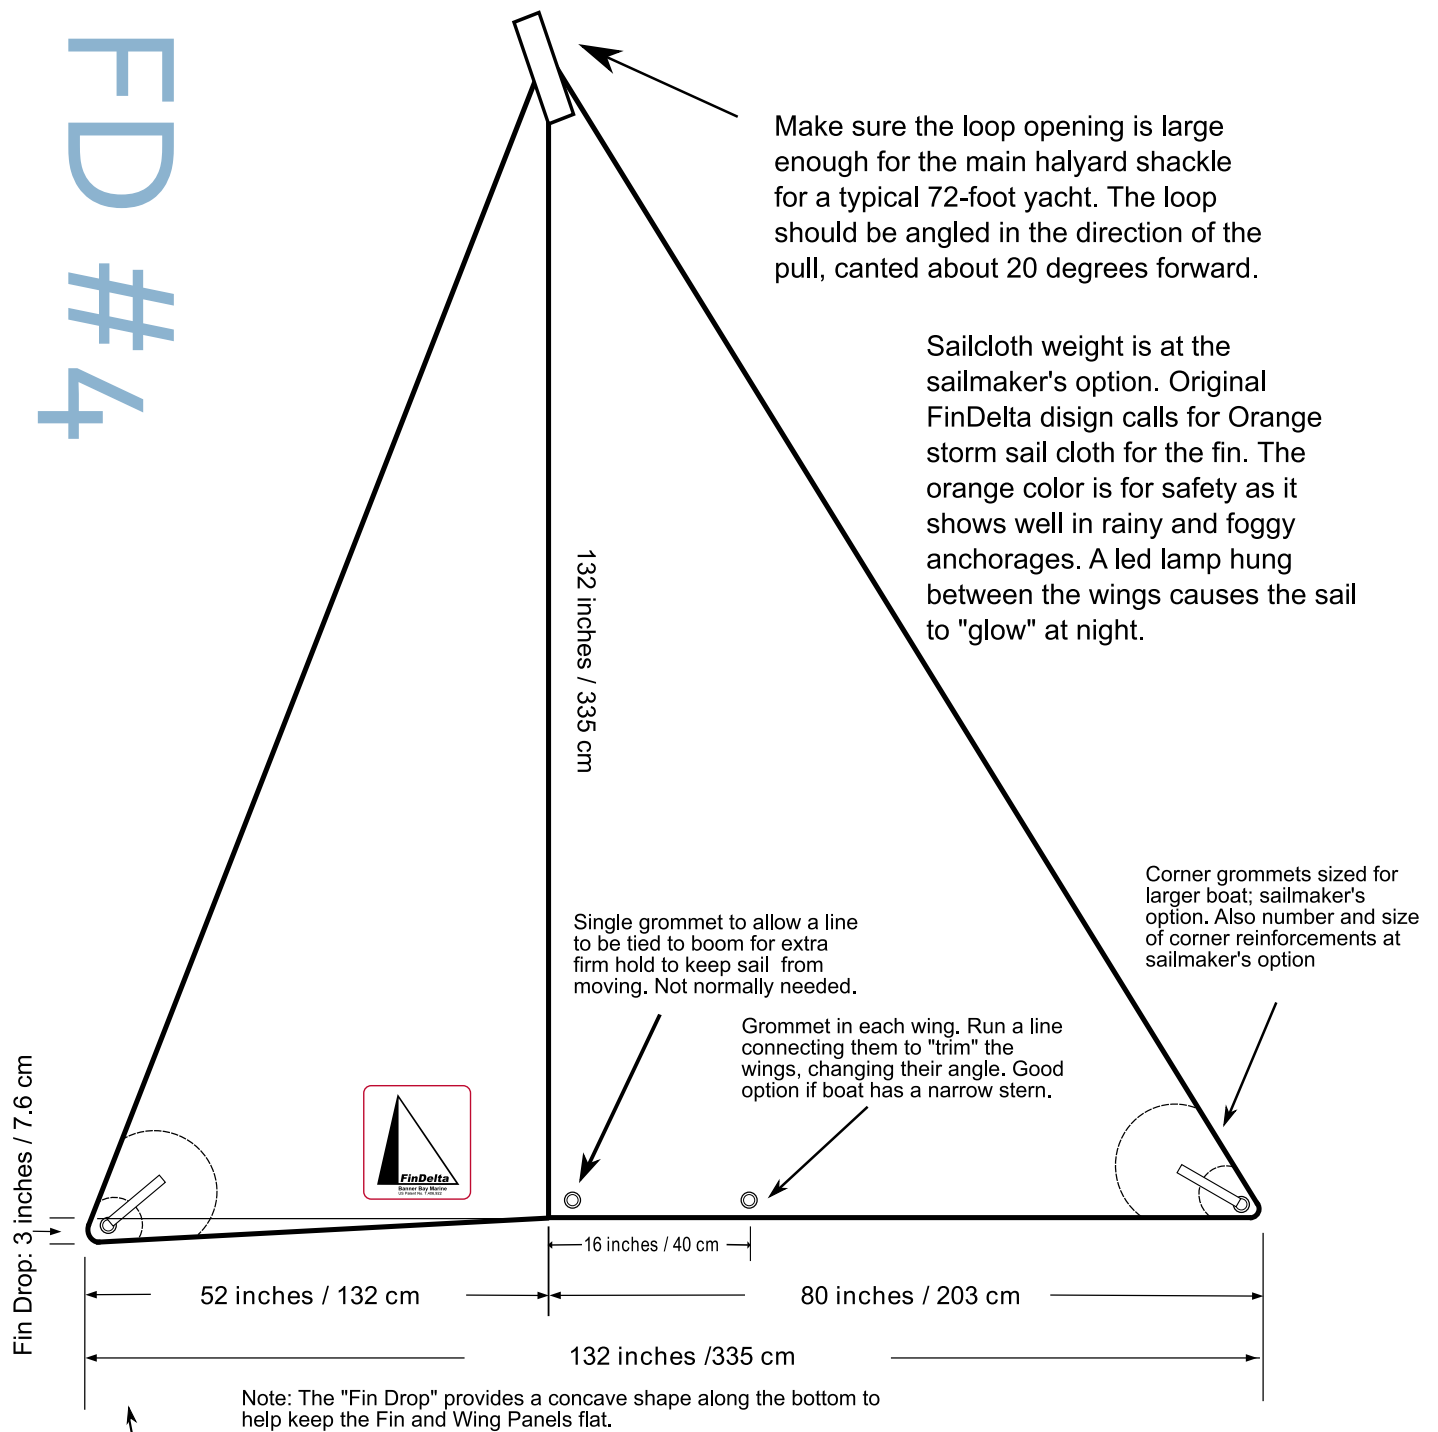 FD #4
Make sure the loop opening is large
enough for the main halyard shackle
for a typical 72-foot yacht. The loop
should be angled in the direction of the
pull, canted about 20 degrees forward.
Sailcloth weight is at the
sailmaker's option. Original
FinDelta disign calls for Orange
storm sail cloth for the fin. The
orange color is for safety as it
shows well in rainy and foggy
anchorages. A led lamp hung
between the wings causes the sail
to "glow" at night.
132 inches / 335 cm
Corner grommets sized for
larger boat; sailmaker's
option. Also number and size
of corner reinforcements at
sailmaker's option
Single grommet to allow a line
to be tied to boom for extra
firm hold to keep sail from
moving. Not normally needed.
Grommet in each wing. Run a line
connecting them to "trim" the
wings, changing their angle. Good
option if boat has a narrow stern.
FinDelta
Banner Bay Marine
Fin Drop: 3 inches / 7.6 cm
16 inches / 40 cm
52 inches / 132 cm
80 inches / 203 cm
132 inches /335 cm
Note: The "Fin Drop" provides a concave shape along the bottom to
help keep the Fin and Wing Panels flat.